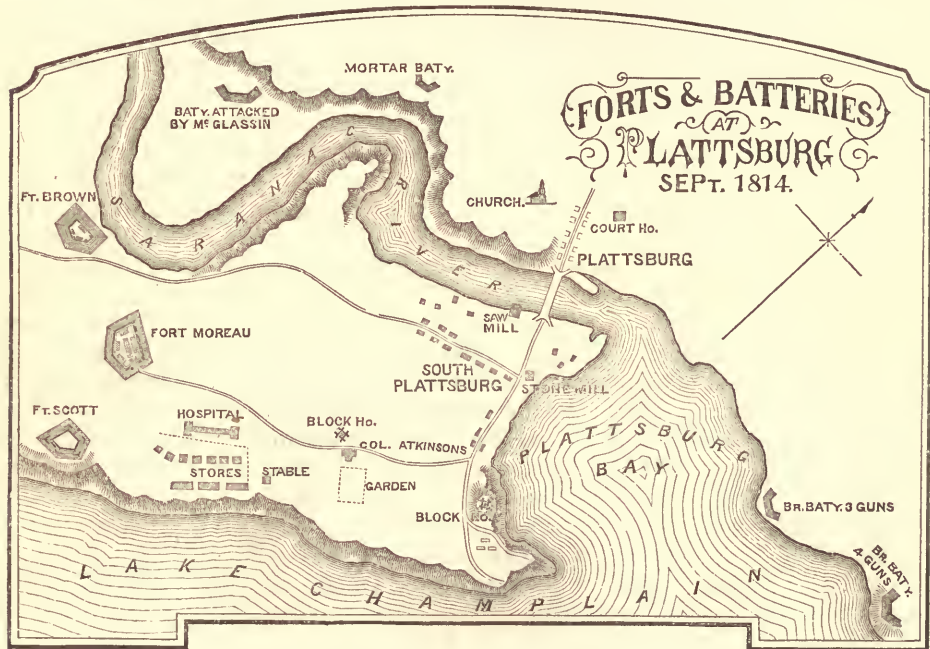 FORTS & BATTERIES
AT
PLATTSBURG
SEPT. 1814.
MORTAR BATY.
BATY. ATTACKED
BY Mc GLASSIN
FT. BROWN
SARANAC RIVER
CHURCH.
COURT HO.
PLATTSBURG
SAW
MILL
FORT MOREAU
SOUTH
PLATTSBURG
STONE MILL
FT. SCOTT
HOSPITAL
BLOCK HO.
COL. ATKINSONS
STORES
STABLE
GARDEN
BLOCK
HO.
PLATTSBURG
BAY
BR. BATY. 3 GUNS
BR. BATY.
4 GUNS
LAKE CHAMPLAIN